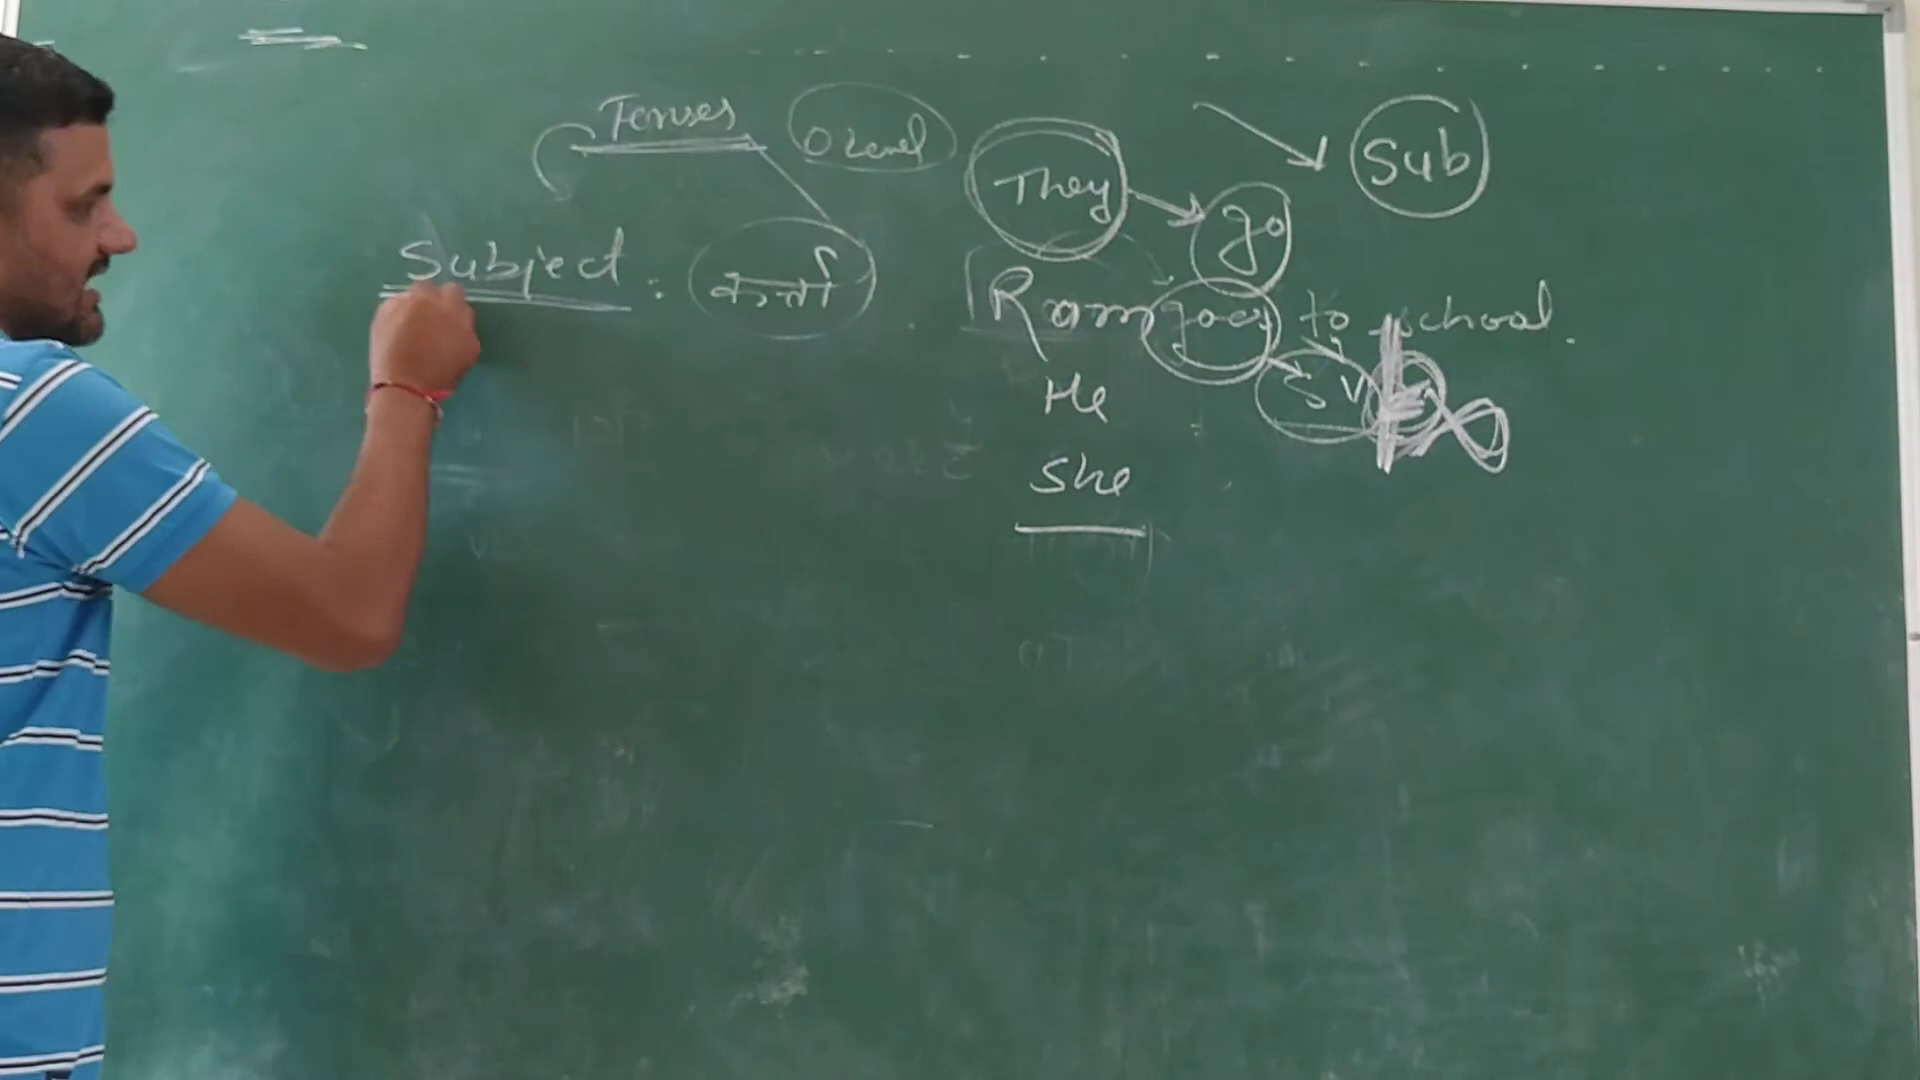 Tenses O Level
They Sub
go
Subject : कर्ता
Ram goes to school.
He S V
She